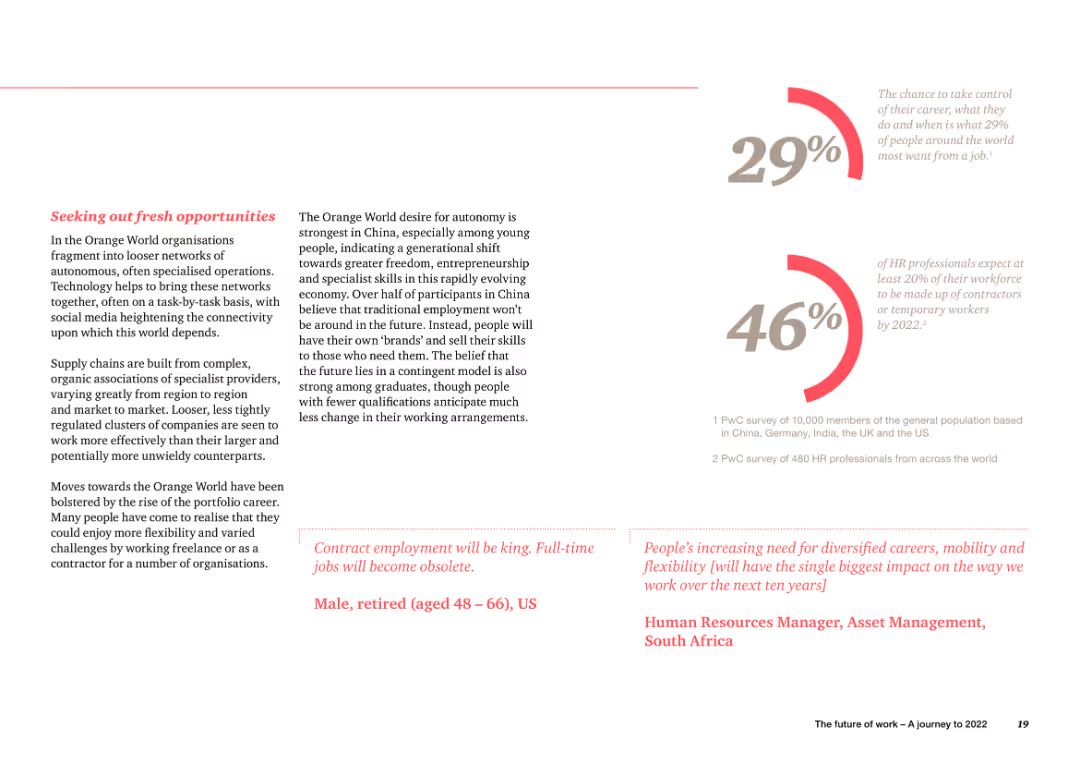 Seeking out fresh opportunities
In the Orange World organisations
fragment into looser networks of
autonomous, often specialised operations.
Technology helps to bring these networks
together, often on a task-by-task basis, with
social media heightening the connectivity
upon which this world depends.
Supply chains are built from complex,
organic associations of specialist providers,
varying greatly from region to region
and market to market. Looser, less tightly
regulated clusters of companies are seen to
work more effectively than their larger and
potentially more unwieldy counterparts.
Moves towards the Orange World have been
bolstered by the rise of the portfolio career.
Many people have come to realise that they
could enjoy more flexibility and varied
challenges by working freelance or as a
contractor for a number of organisations.
The Orange World desire for autonomy is
strongest in China, especially among young
people, indicating a generational shift
towards greater freedom, entrepreneurship
and specialist skills in this rapidly evolving
economy. Over half of participants in China
believe that traditional employment won't
be around in the future. Instead, people will
have their own 'brands' and sell their skills
to those who need them. The belief that
the future lies in a contingent model is also
strong among graduates, though people
with fewer qualifications anticipate much
less change in their working arrangements.
29%
The chance to take control
of their career, what they
do and when is what 29%
of people around the world
most want from a job.¹
46%
of HR professionals expect at
least 20% of their workforce
to be made up of contractors
or temporary workers
by 2022.²
1 PwC survey of 10,000 members of the general population based
in China, Germany, India, the UK and the US
2 PwC survey of 480 HR professionals from across the world
Contract employment will be king. Full-time
jobs will become obsolete.
Male, retired (aged 48 – 66), US
People's increasing need for diversified careers, mobility and
flexibility [will have the single biggest impact on the way we
work over the next ten years]
Human Resources Manager, Asset Management,
South Africa
The future of work – A journey to 2022 19